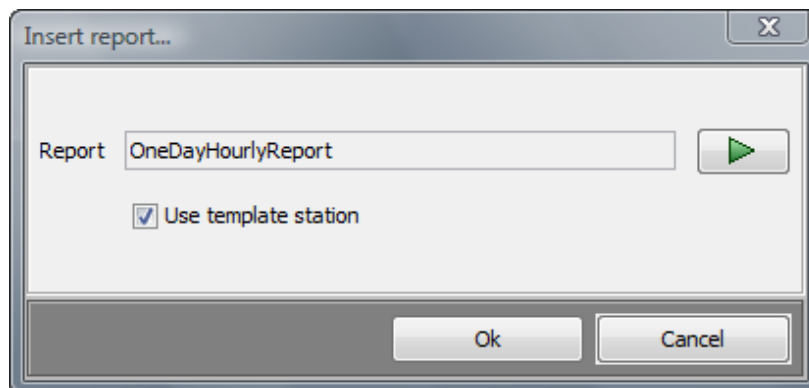 Insert report...
Report OneDayHourlyReport
Use template station
Ok Cancel